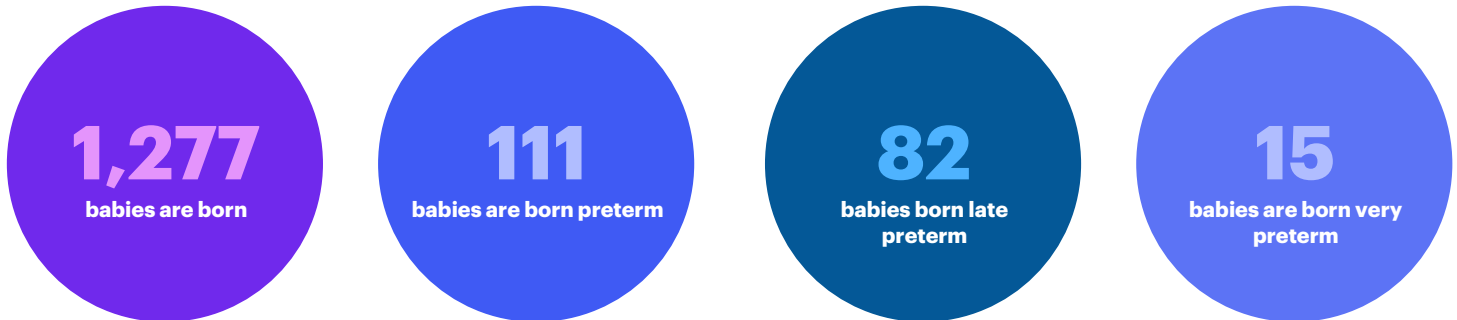 1,277
babies are born
111
babies are born preterm
82
babies born late
preterm
15
babies are born very
preterm